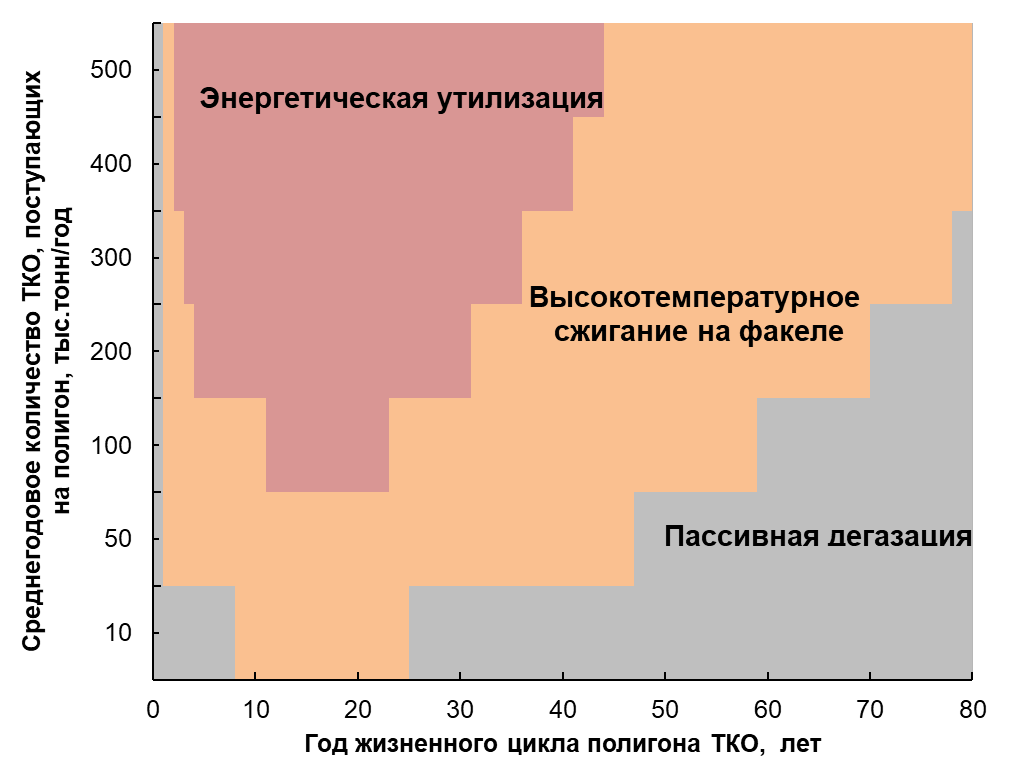 Среднегодовое количество ТКО, поступающих
на полигон, тыс.тонн/год
500
400
300
200
100
50
10
Энергетическая утилизация
Высокотемпературное
сжигание на факеле
Пассивная дегазация
0 10 20 30 40 50 60 70 80
Год жизненного цикла полигона ТКО, лет